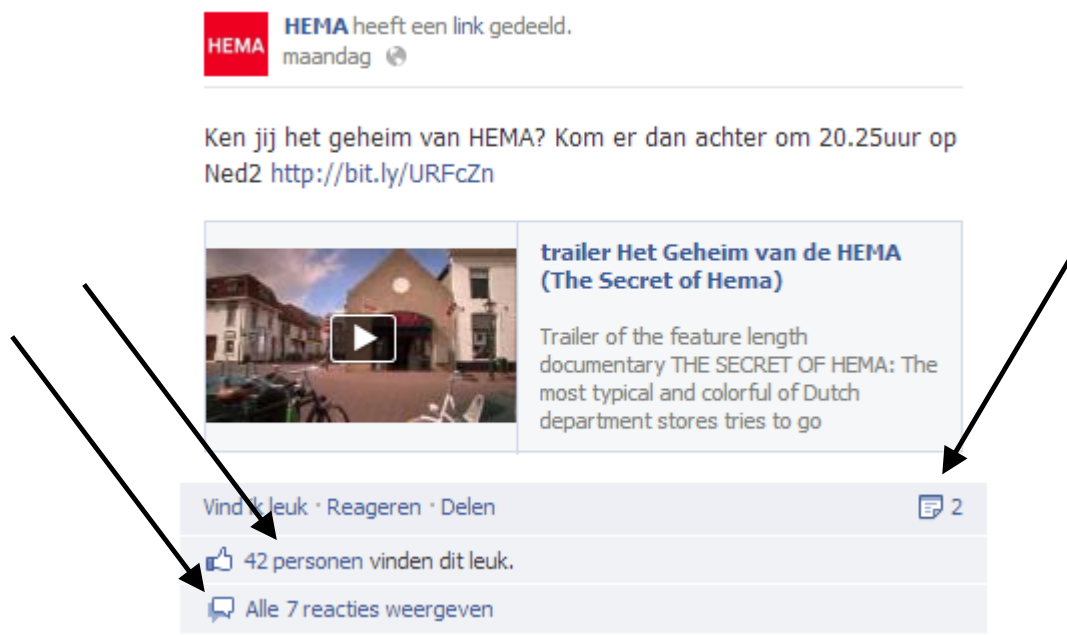 HEMA
HEMA heeft een link gedeeld.
maandag
Ken jij het geheim van HEMA? Kom er dan achter om 20.25uur op
Ned2 http://bit.ly/URFcZn
trailer Het Geheim van de HEMA
(The Secret of Hema)
Trailer of the feature length
documentary THE SECRET OF HEMA: The
most typical and colorful of Dutch
department stores tries to go
Vind ik leuk · Reageren · Delen
2
42 personen vinden dit leuk.
Alle 7 reacties weergeven